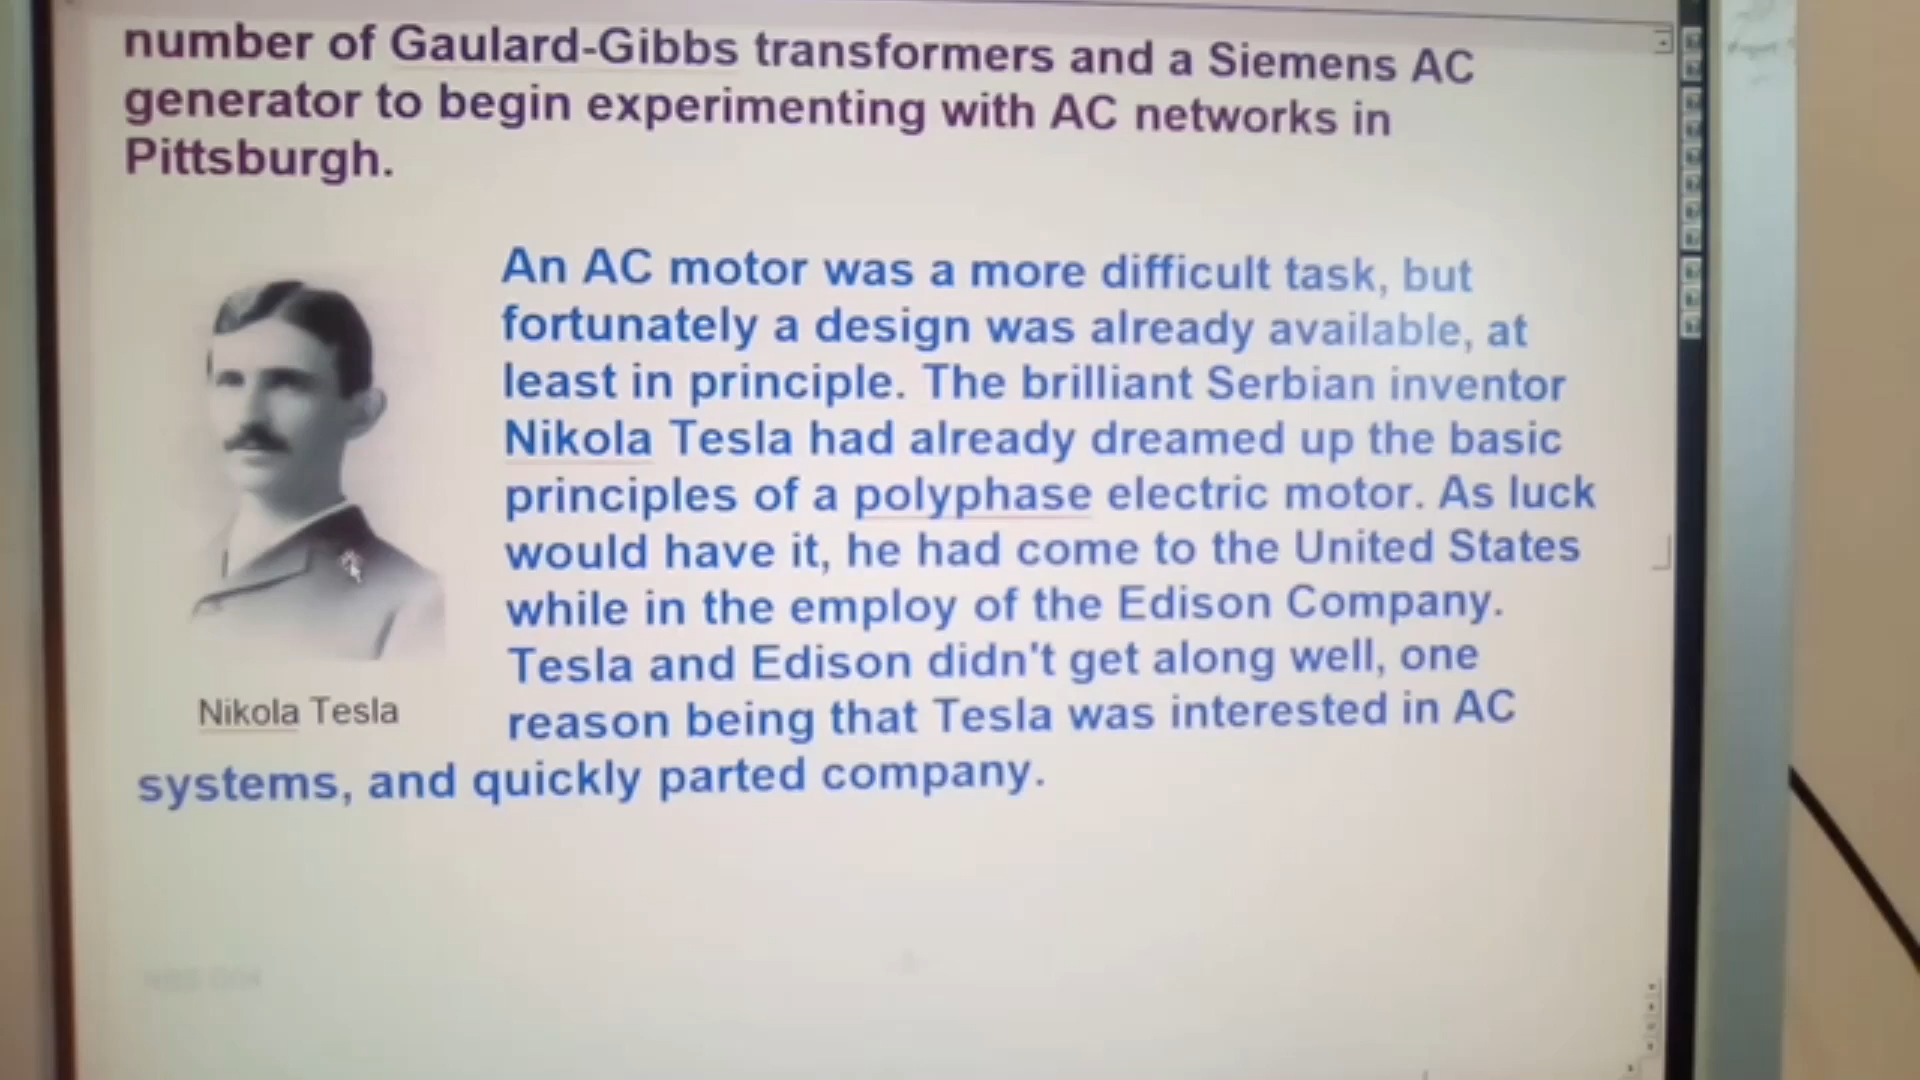 number of Gaulard-Gibbs transformers and a Siemens AC
generator to begin experimenting with AC networks in
Pittsburgh.
An AC motor was a more difficult task, but
fortunately a design was already available, at
least in principle. The brilliant Serbian inventor
Nikola Tesla had already dreamed up the basic
principles of a polyphase electric motor. As luck
would have it, he had come to the United States
while in the employ of the Edison Company.
Tesla and Edison didn't get along well, one
reason being that Tesla was interested in AC
systems, and quickly parted company.
Nikola Tesla